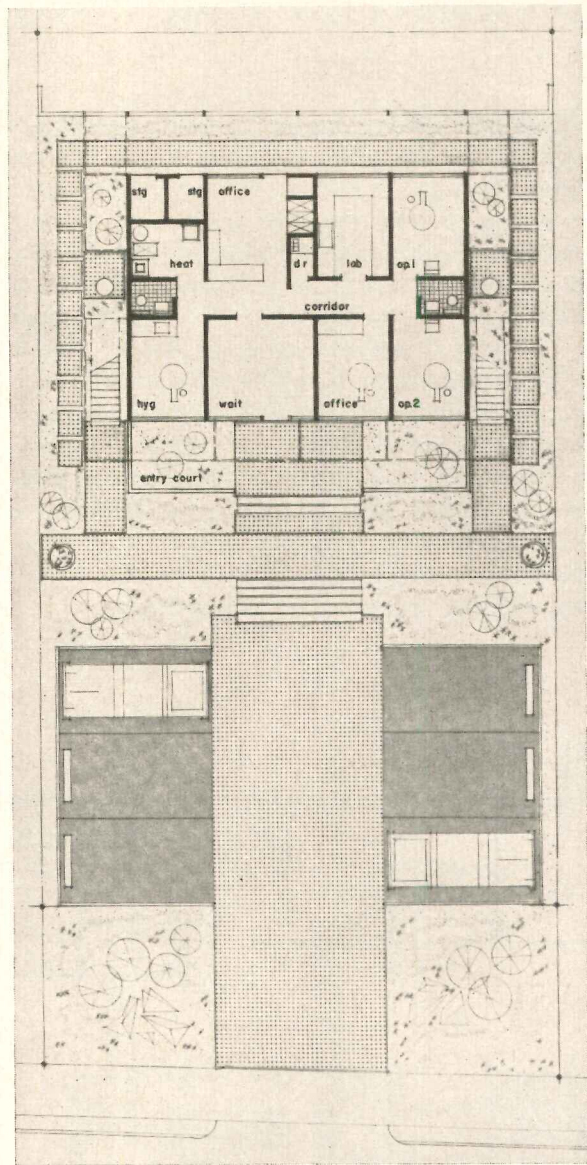 stg
stg
office
heat
dr
lab
op.1
corridor
hyg
wait
office
op.2
entry court